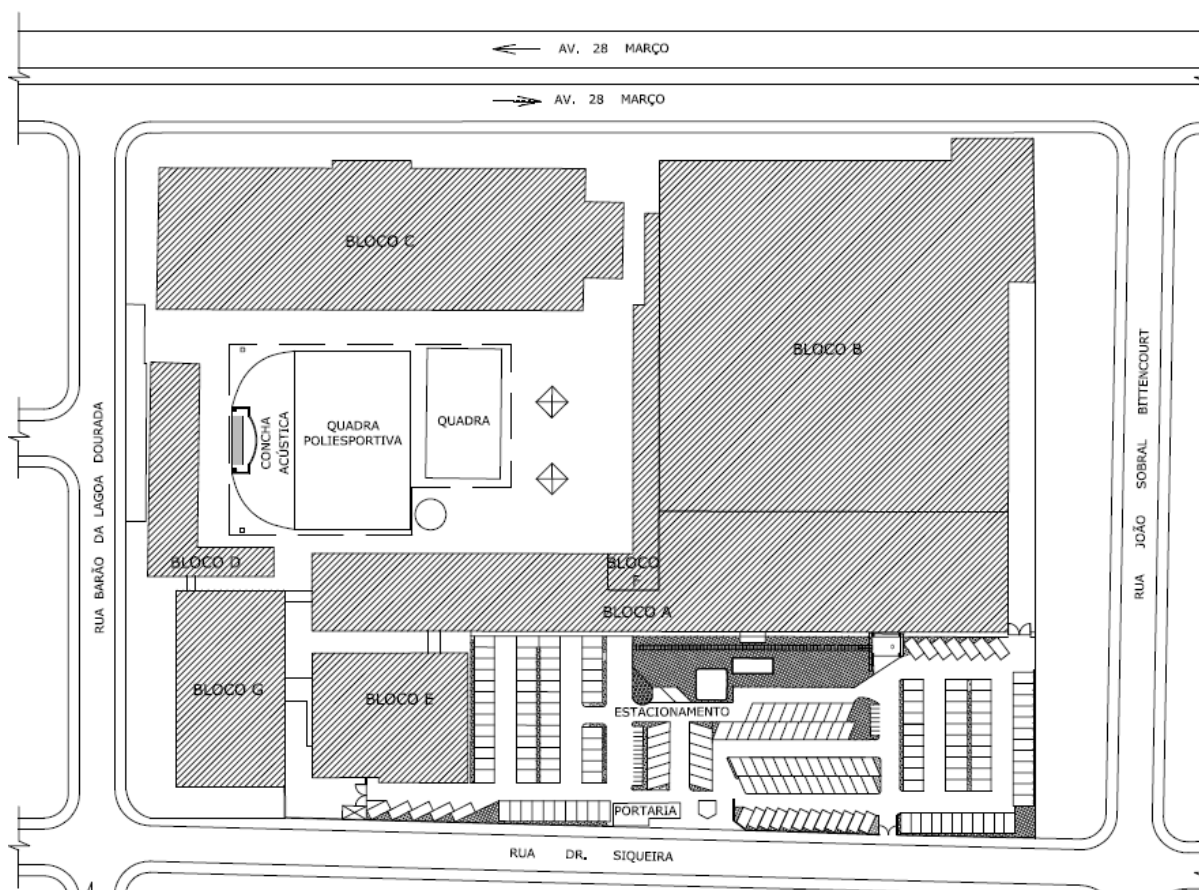 AV. 28 MARÇO
AV. 28 MARÇO
BLOCO C
BLOCO B
RUA BARÃO DA LAGOA DOURADA
CONCHA
ACÚSTICA
QUADRA
POLIESPORTIVA
QUADRA
RUA JOÃO SOBRAL BITTENCOURT
BLOCO D
BLOCO
F
BLOCO A
BLOCO G
BLOCO E
ESTACIONAMENTO
PORTARIA
RUA DR. SIQUEIRA